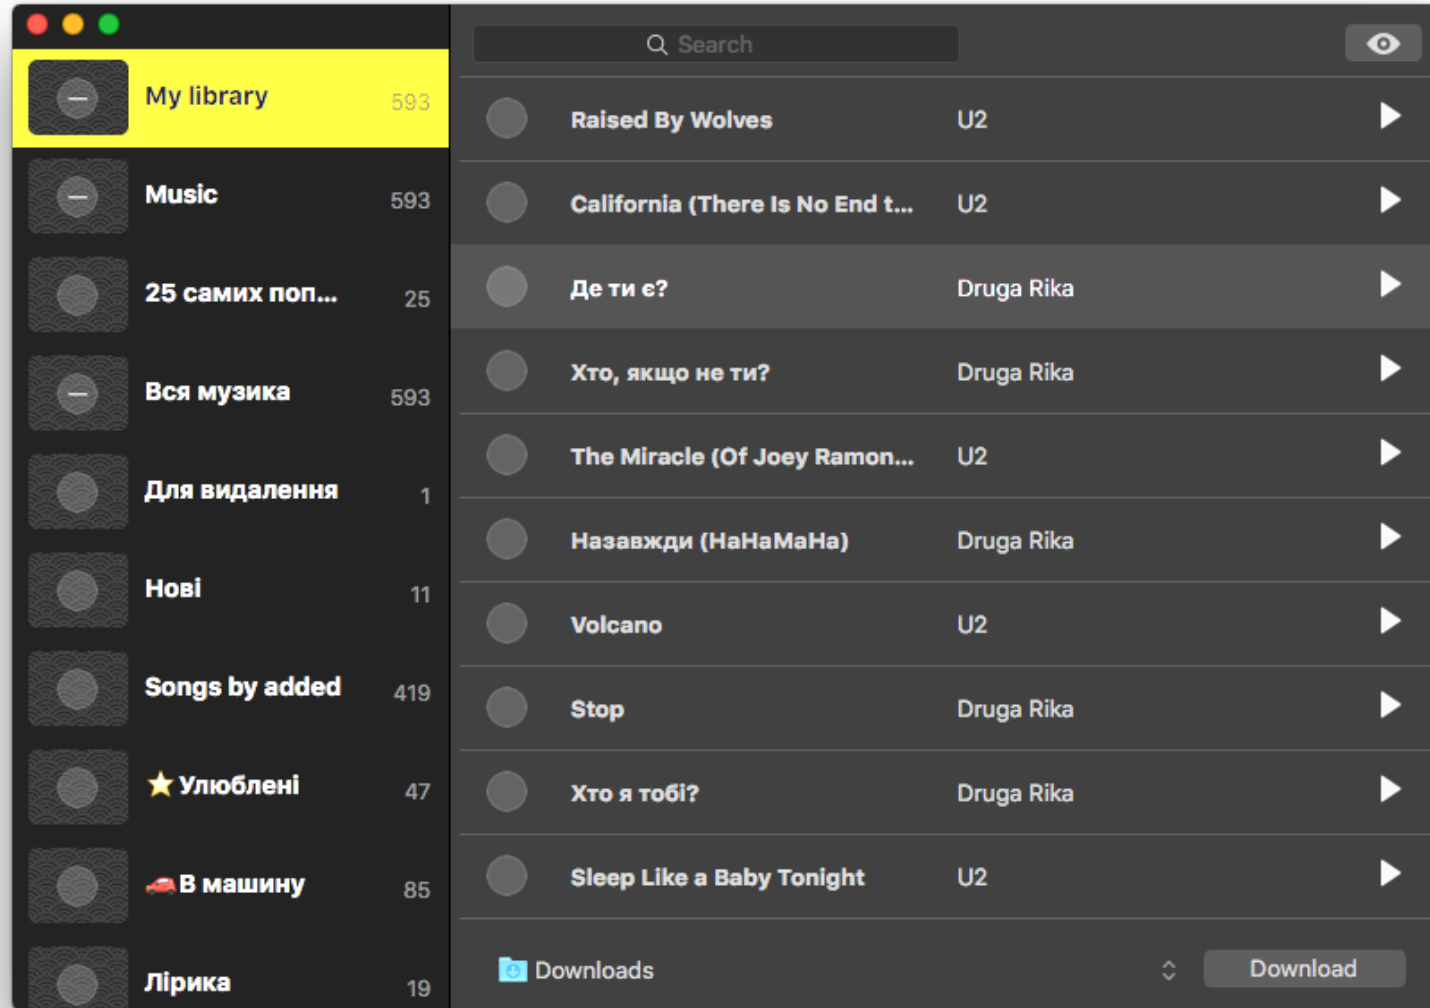 My library 593
Music 593
25 самих поп... 25
Вся музика 593
Для видалення 1
Нові 11
Songs by added 419
⭐Улюблені 47
🚗В машину 85
Лірика 19
Search
Raised By Wolves U2
California (There Is No End t... U2
Де ти є? Druga Rika
Хто, якщо не ти? Druga Rika
The Miracle (Of Joey Ramon... U2
Назавжди (НаНаМаНа) Druga Rika
Volcano U2
Stop Druga Rika
Хто я тобі? Druga Rika
Sleep Like a Baby Tonight U2
Downloads Download